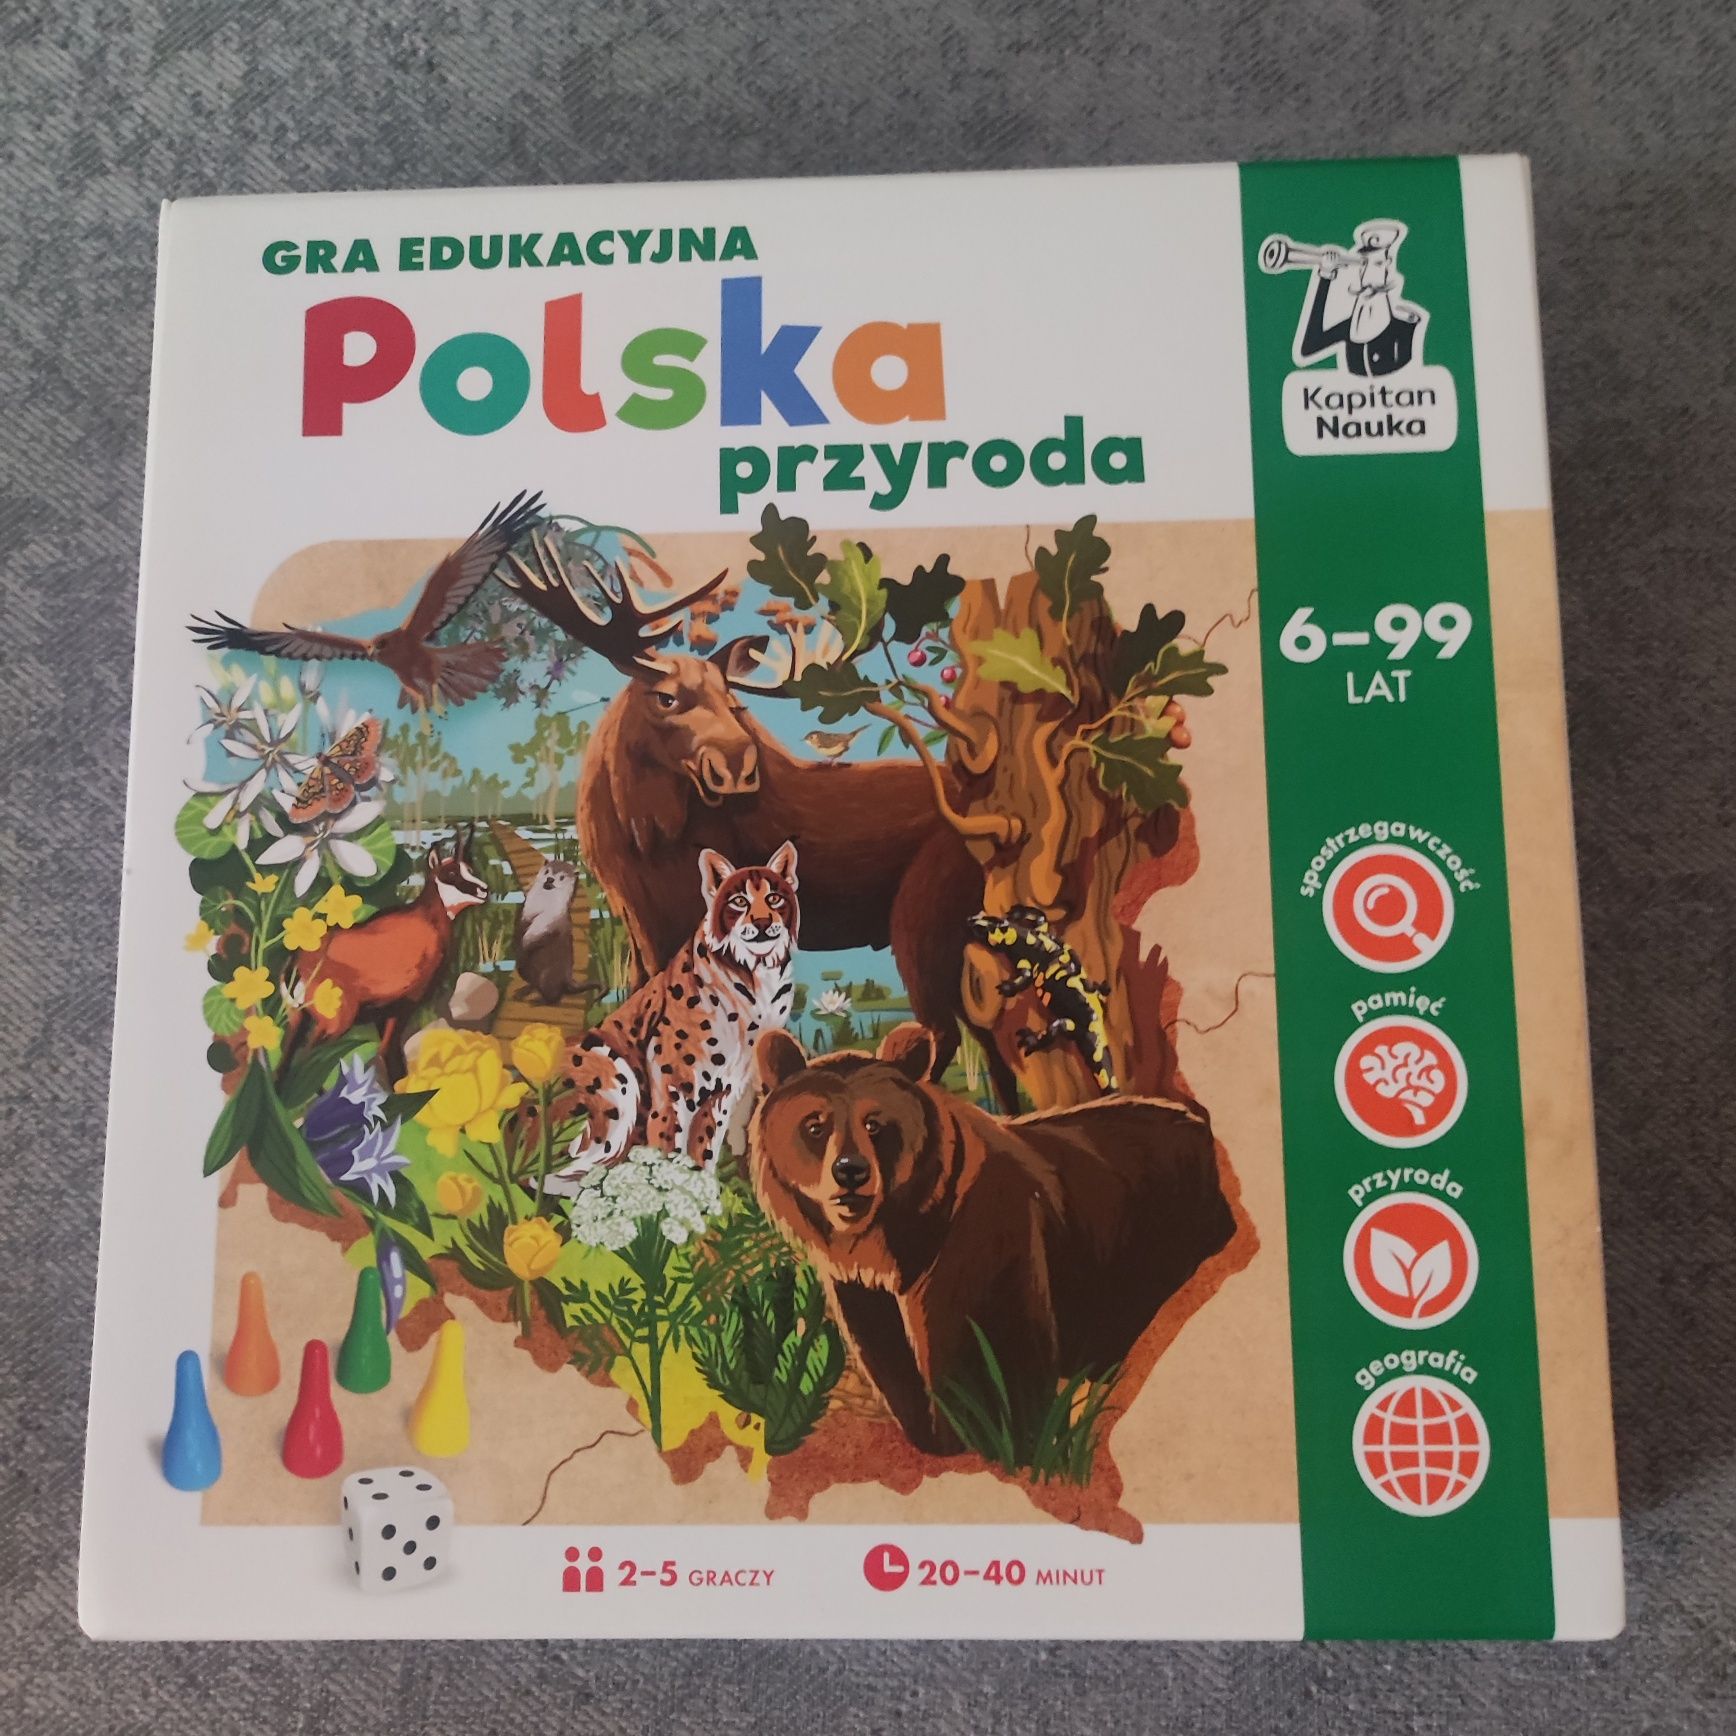 GRA EDUKACYJNA
Polska
przyroda
Kapitan
Nauka
6–99
LAT
spostrzegawczość
pamięć
przyroda
geografia
2–5 GRACZY
20–40 MINUT